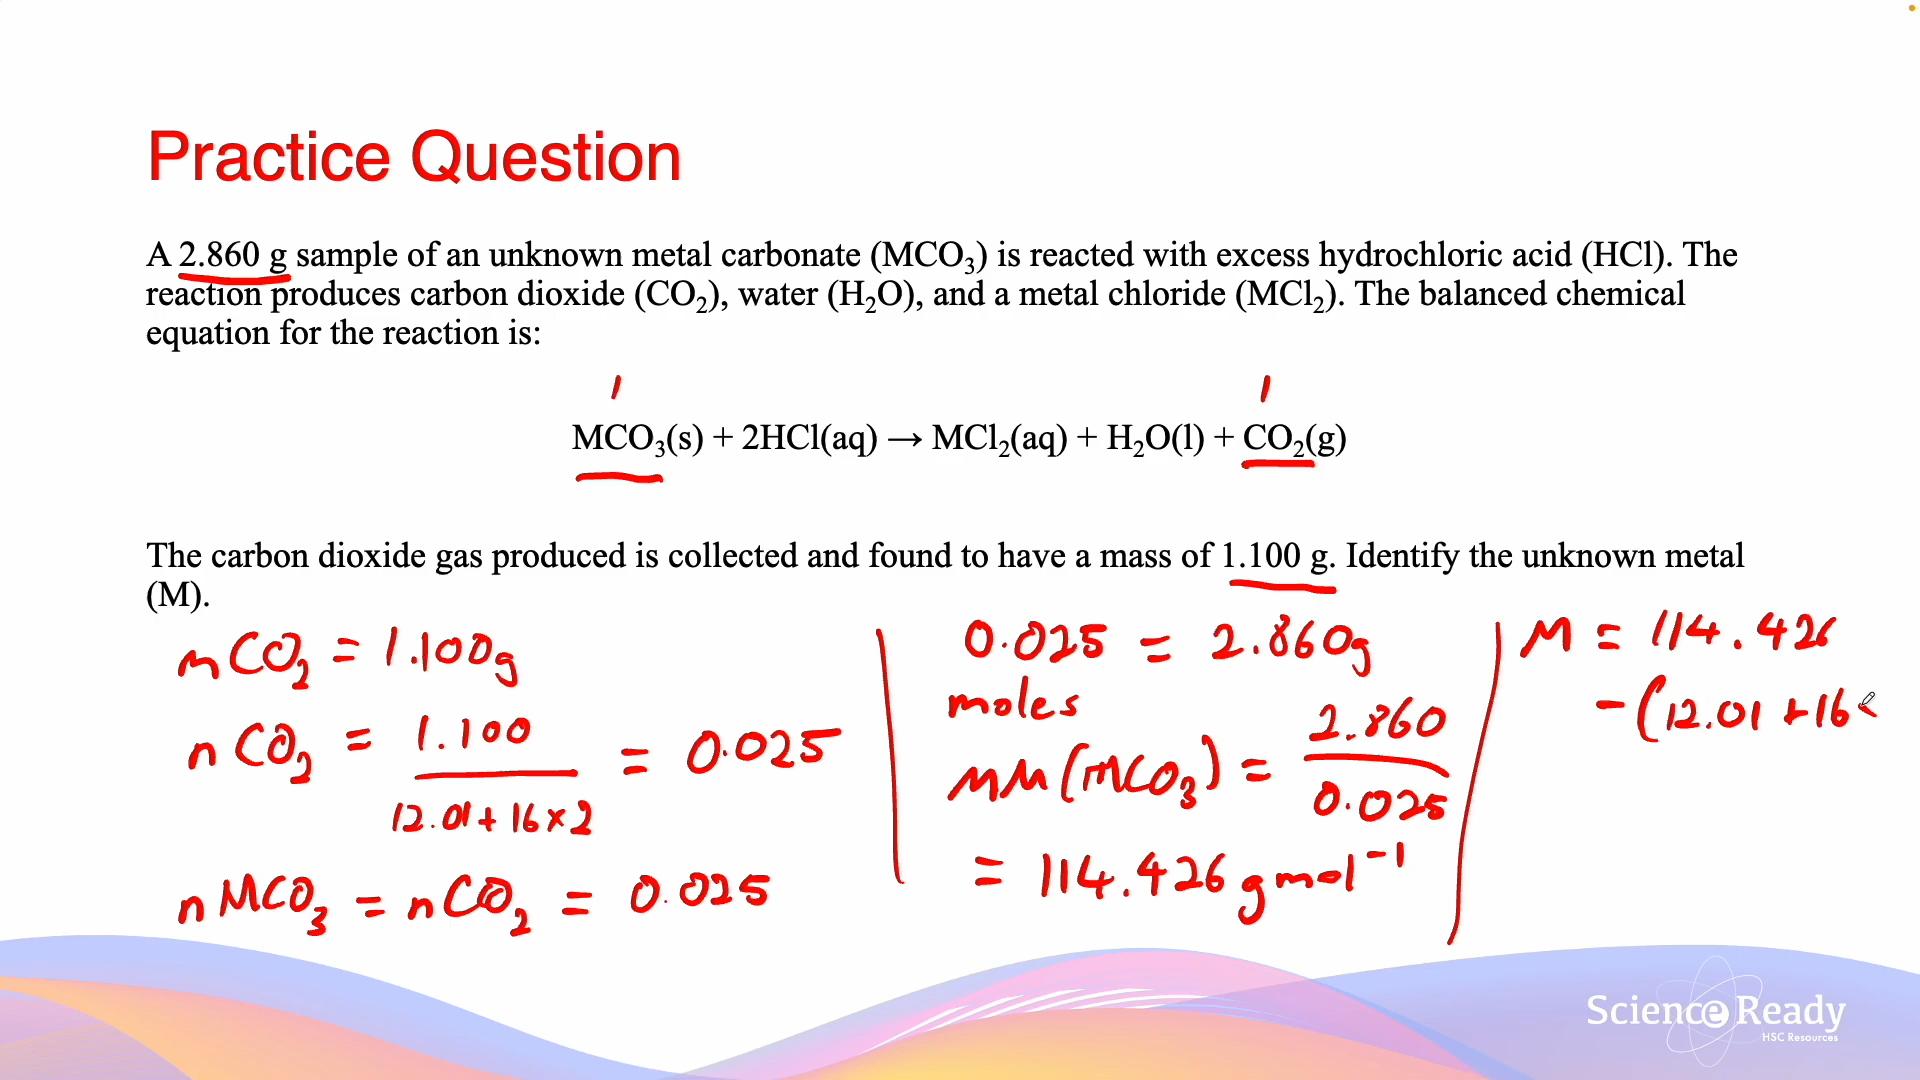 Practice Question
A 2.860 g sample of an unknown metal carbonate (MCO₃) is reacted with excess hydrochloric acid (HCl). The
reaction produces carbon dioxide (CO₂), water (H₂O), and a metal chloride (MCl₂). The balanced chemical
equation for the reaction is:
1 1
MCO₃(s) + 2HCl(aq) → MCl₂(aq) + H₂O(l) + CO₂(g)
The carbon dioxide gas produced is collected and found to have a mass of 1.100 g. Identify the unknown metal
(M).
mCO₂ = 1.100g
nCO₂ = 1.100 / 12.01 + 16 × 2 = 0.025
nMCO₃ = nCO₂ = 0.025
0.025 = 2.860g
moles
MM(MCO₃) = 2.860 / 0.025
= 114.426 g mol⁻¹
M = 114.426
- (12.01 + 16
Science Ready
HSC Resources